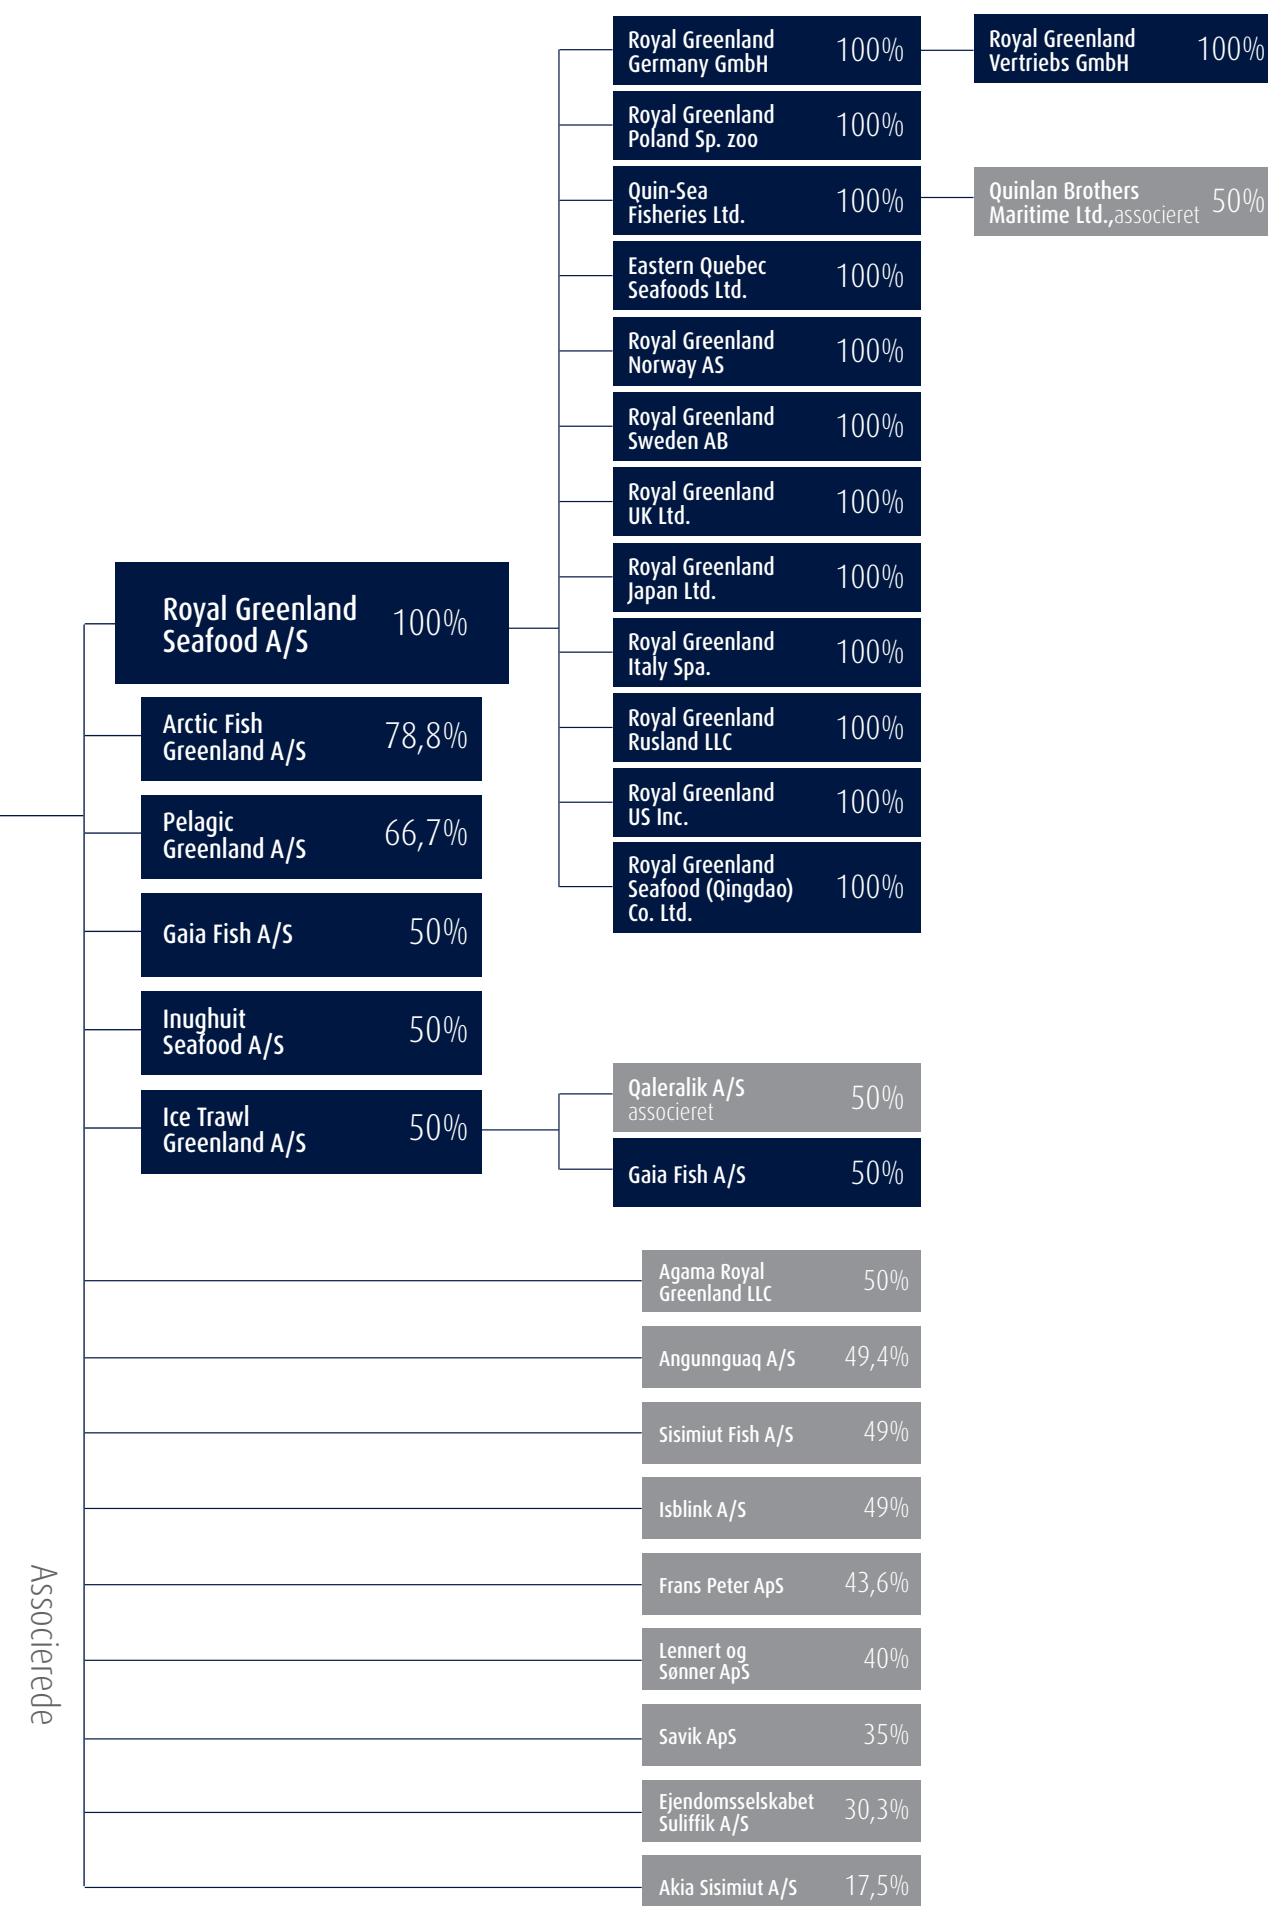 Royal Greenland
Germany GmbH
100%
Royal Greenland
Vertriebs GmbH
100%
Royal Greenland
Poland Sp. zoo
100%
Quin-Sea
Fisheries Ltd.
100%
Quinlan Brothers
Maritime Ltd.,associeret
50%
Eastern Quebec
Seafoods Ltd.
100%
Royal Greenland
Norway AS
100%
Royal Greenland
Sweden AB
100%
Royal Greenland
UK Ltd.
100%
Royal Greenland
Japan Ltd.
100%
Royal Greenland
Italy Spa.
100%
Royal Greenland
Rusland LLC
100%
Royal Greenland
US Inc.
100%
Royal Greenland
Seafood (Qingdao)
Co. Ltd.
100%
Royal Greenland
Seafood A/S
100%
Arctic Fish
Greenland A/S
78,8%
Pelagic
Greenland A/S
66,7%
Gaia Fish A/S
50%
Inughuit
Seafood A/S
50%
Ice Trawl
Greenland A/S
50%
Qaleralik A/S
associeret
50%
Gaia Fish A/S
50%
Associerede
Agama Royal
Greenland LLC
50%
Angunnguaq A/S
49,4%
Sisimiut Fish A/S
49%
Isblink A/S
49%
Frans Peter ApS
43,6%
Lennert og
Sønner ApS
40%
Savik ApS
35%
Ejendomsselskabet
Suliffik A/S
30,3%
Akia Sisimiut A/S
17,5%